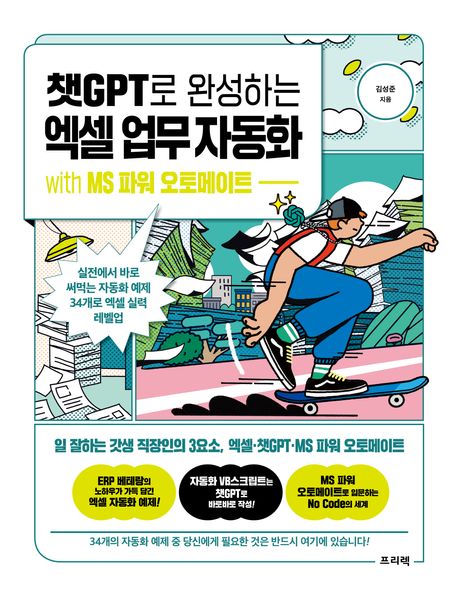 챗GPT로 완성하는
엑셀 업무 자동화
with MS 파워 오토메이트
김성준
지음
실전에서 바로
써먹는 자동화 예제
34개로 엑셀 실력
레벨업
일 잘하는 갓생 직장인의 3요소, 엑셀·챗GPT·MS 파워 오토메이트
ERP 베테랑의
노하우가 가득 담긴
엑셀 자동화 예제!
자동화 VB스크립트는
챗GPT로
바로바로 작성!
MS 파워
오토메이트로 입문하는
No Code의 세계
34개의 자동화 예제 중 당신에게 필요한 것은 반드시 여기에 있습니다!
프리렉